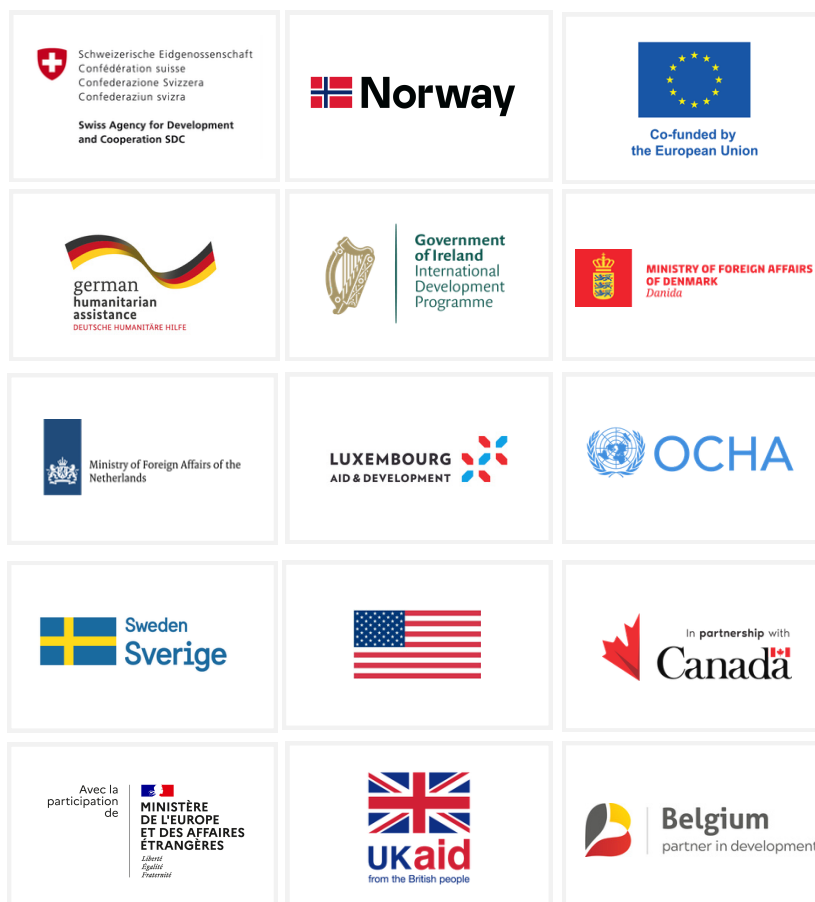 Schweizerische Eidgenossenschaft
Confédération suisse
Confederazione Svizzera
Confederaziun svizra
Swiss Agency for Development
and Cooperation SDC
Norway
Co-funded by
the European Union
german
humanitarian
assistance
DEUTSCHE HUMANITÄRE HILFE
Government
of Ireland
International
Development
Programme
MINISTRY OF FOREIGN AFFAIRS
OF DENMARK
Danida
Ministry of Foreign Affairs of the
Netherlands
LUXEMBOURG
AID & DEVELOPMENT
OCHA
Sweden
Sverige
In partnership with
Canada
Avec la
participation
de
MINISTÈRE
DE L'EUROPE
ET DES AFFAIRES
ÉTRANGÈRES
Liberté
Égalité
Fraternité
UKaid
from the British people
Belgium
partner in development